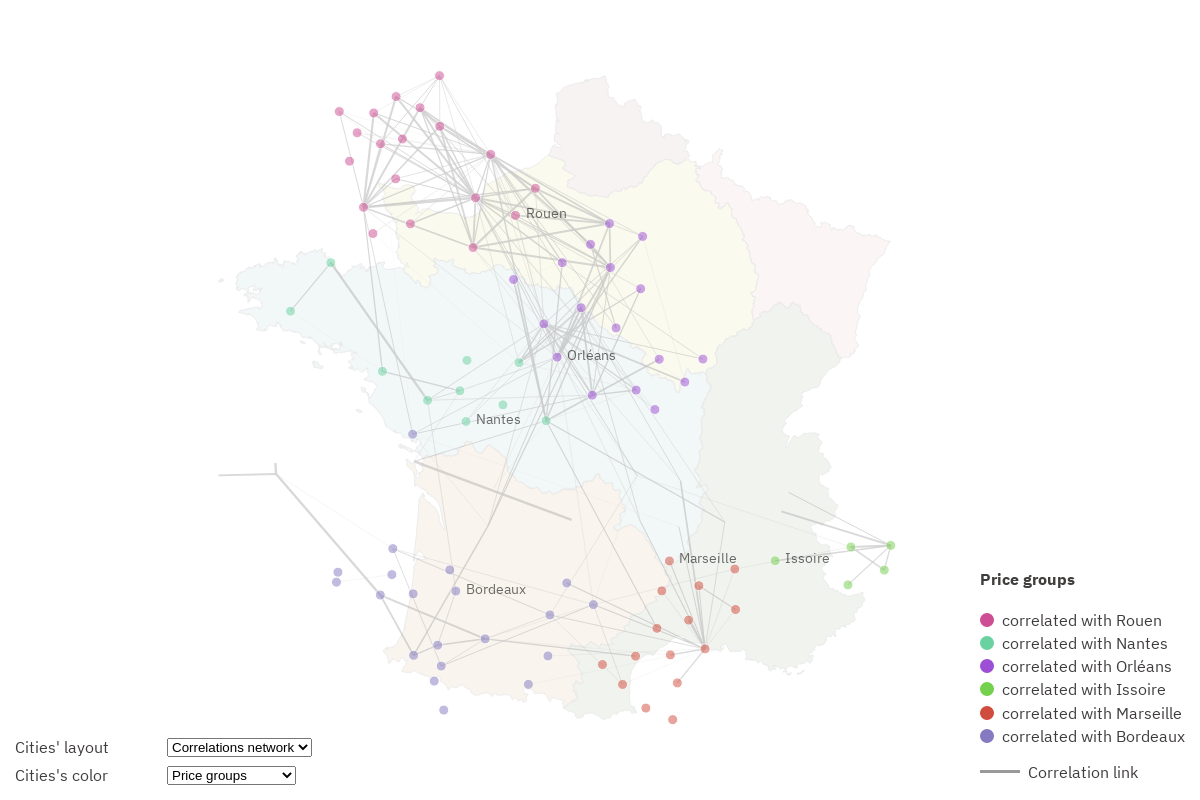 Rouen
Orléans
Nantes
Marseille
Issoire
Bordeaux
Price groups
correlated with Rouen
correlated with Nantes
correlated with Orléans
correlated with Issoire
correlated with Marseille
correlated with Bordeaux
Correlation link
Cities' layout
Correlations network
Cities's color
Price groups